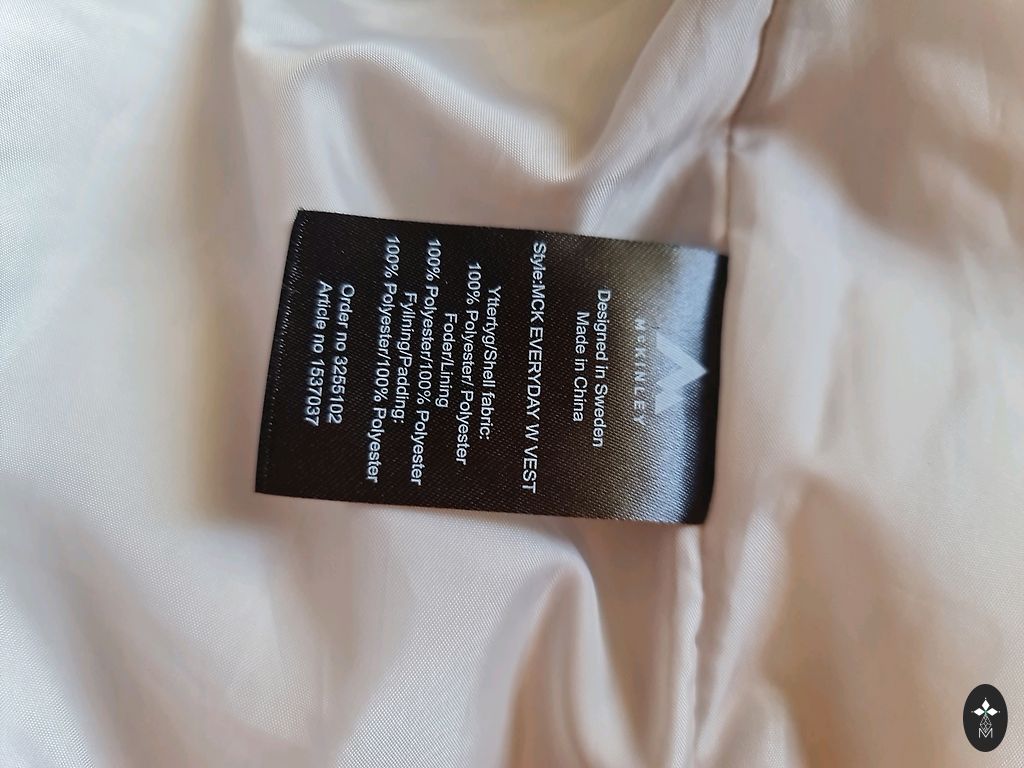 McKINLEY
Designed in Sweden
Made in China
Style:MCK EVERYDAY W VEST
Yttertyg/Shell fabric:
100% Polyester/ Polyester
Foder/Lining
100% Polyester/100% Polyester
Fyllning/Padding:
100% Polyester/100% Polyester
Order no 3255102
Article no 1537037
M